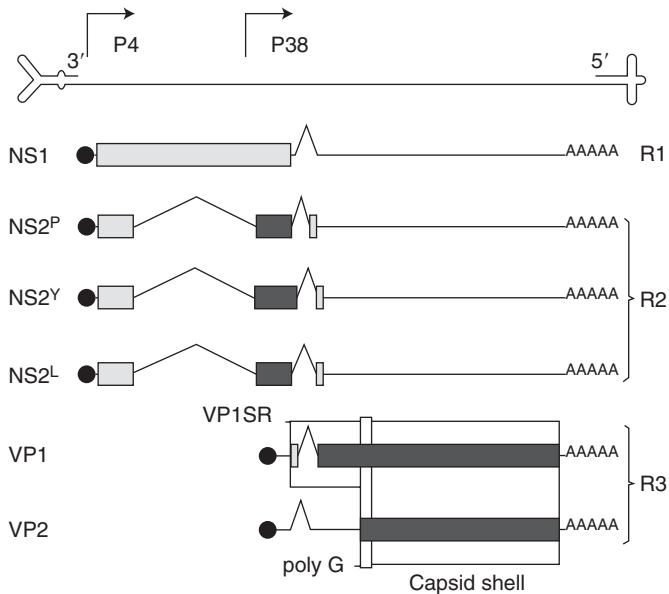 P4
P38
3′
5′
NS1
AAAAA
R1
NS2ᴾ
AAAAA
NS2ʸ
AAAAA
R2
NS2ᴸ
AAAAA
VP1SR
VP1
AAAAA
R3
VP2
AAAAA
poly G
Capsid shell